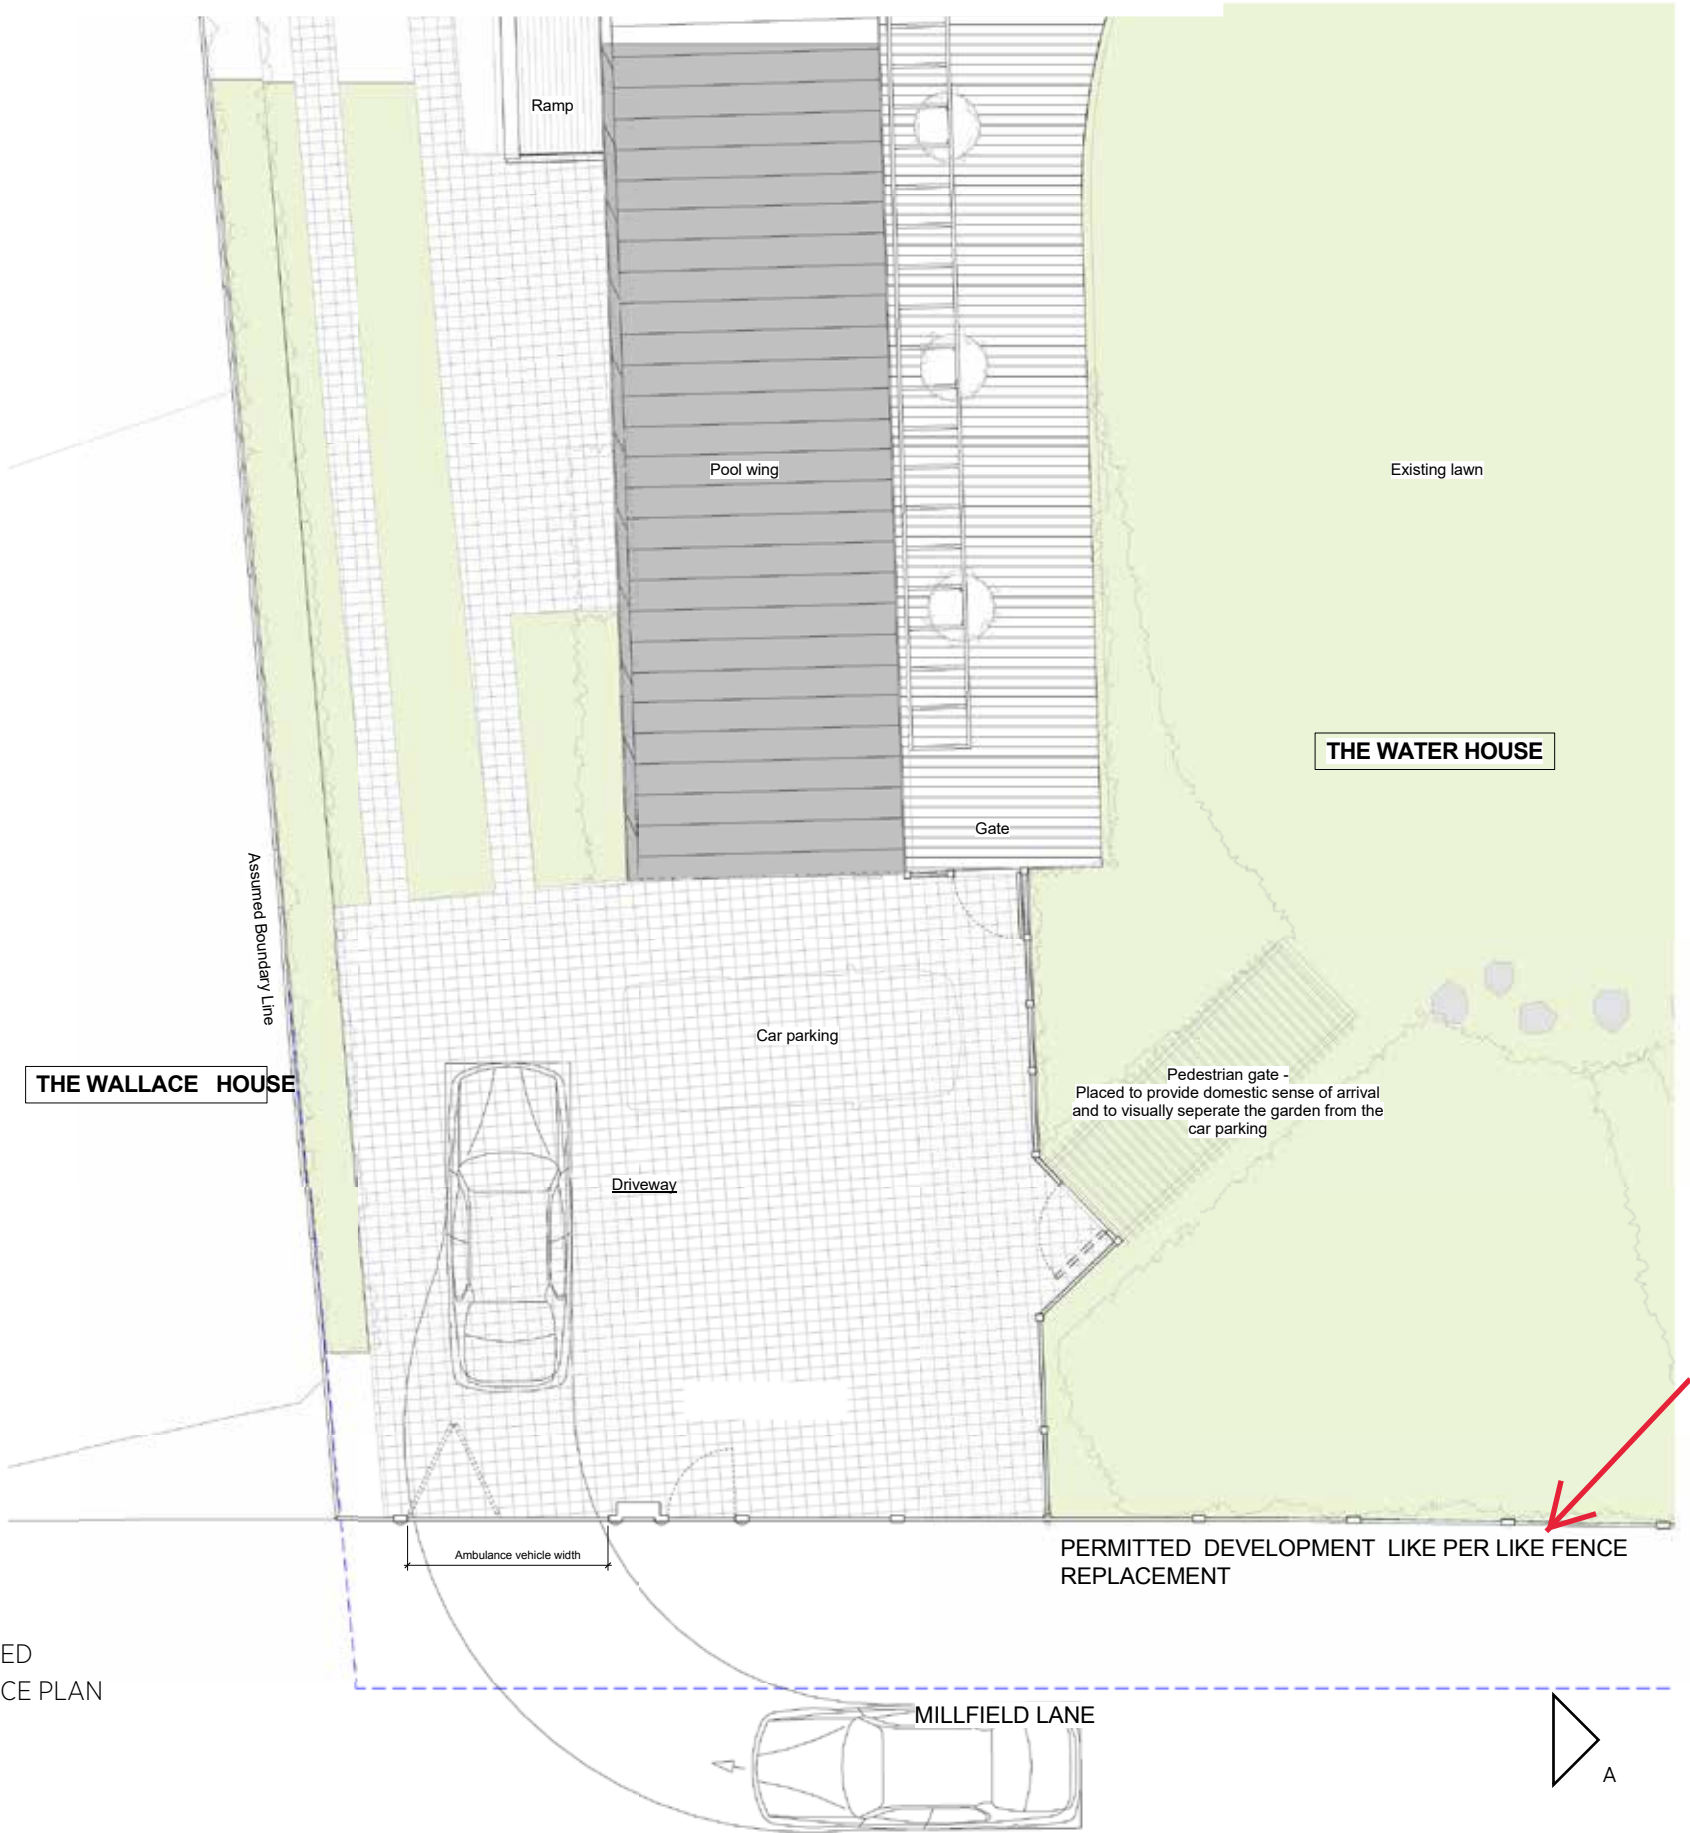 Ramp
Pool wing
Existing lawn
THE WATER HOUSE
Gate
Assumed Boundary Line
Car parking
THE WALLACE HOUSE
Pedestrian gate -
Placed to provide domestic sense of arrival
and to visually seperate the garden from the
car parking
Driveway
Ambulance vehicle width
PERMITTED DEVELOPMENT LIKE PER LIKE FENCE
REPLACEMENT
ED
CE PLAN
MILLFIELD LANE
A